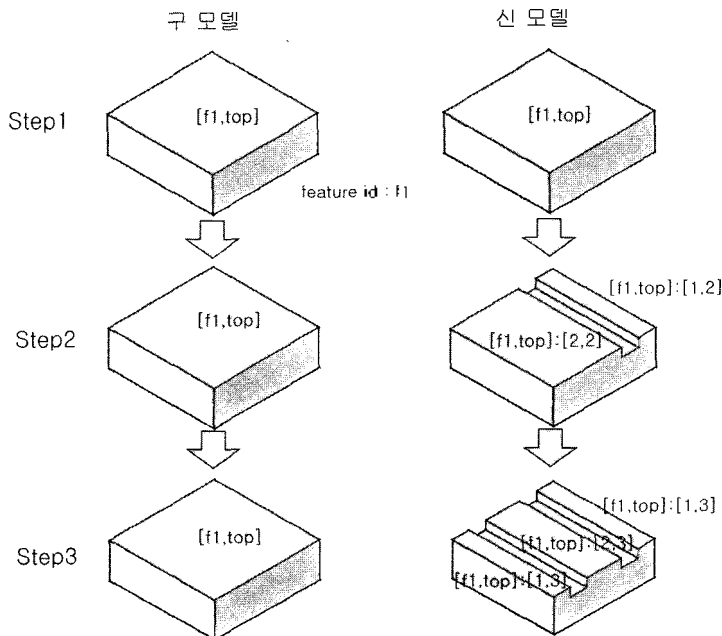 구 모델
신 모델
Step1
[f1,top]
[f1,top]
feature id : f1
Step2
[f1,top]
[f1,top]:[1,2]
[f1,top]:[2,2]
Step3
[f1,top]
[f1,top]:[1,3]
[f1,top]:[2,3]
[f1,top]:[1,3]